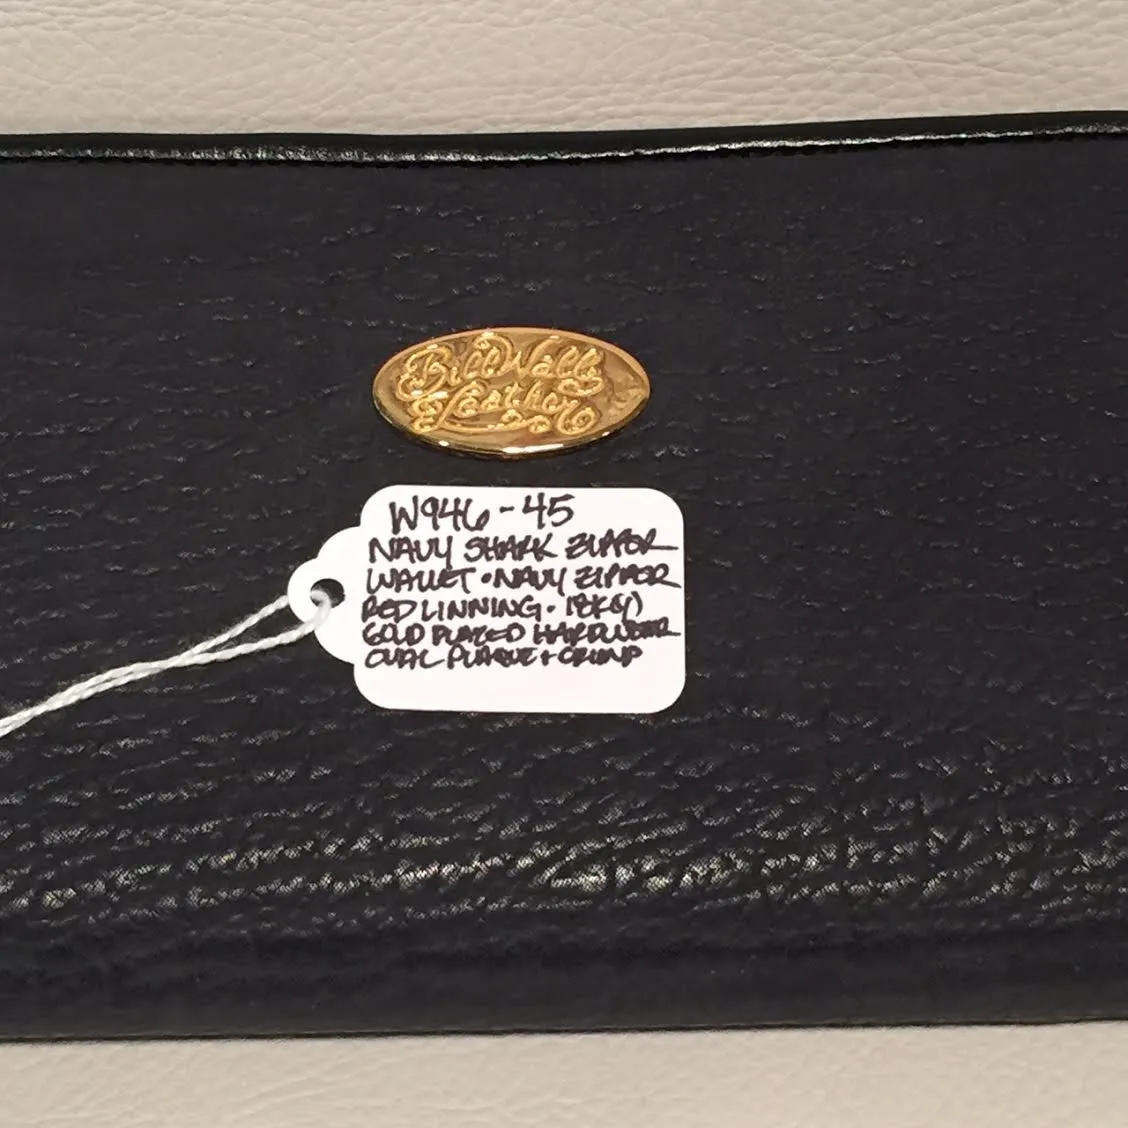 Bill Wall
Leather
W946-45
NAVY SHARK ZIPPER
WALLET • NAVY ZIPPER
RED LINNING • 18K (Y)
GOLD PLATED HARDWARE
OVAL PLAQUE + CRIMP